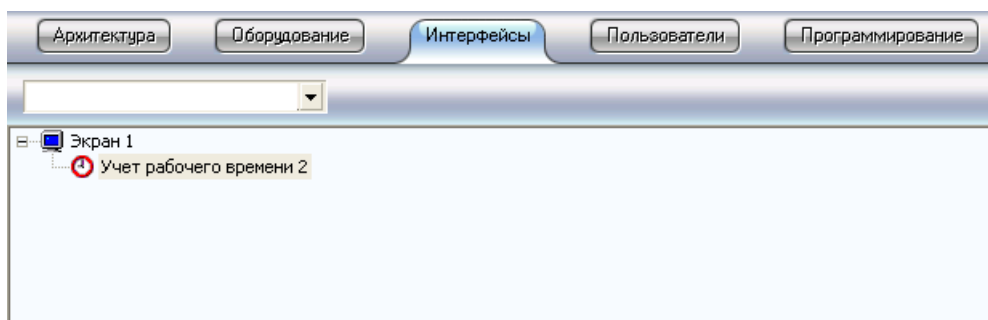 Архитектура Оборудование Интерфейсы Пользователи Программирование
Экран 1
Учет рабочего времени 2